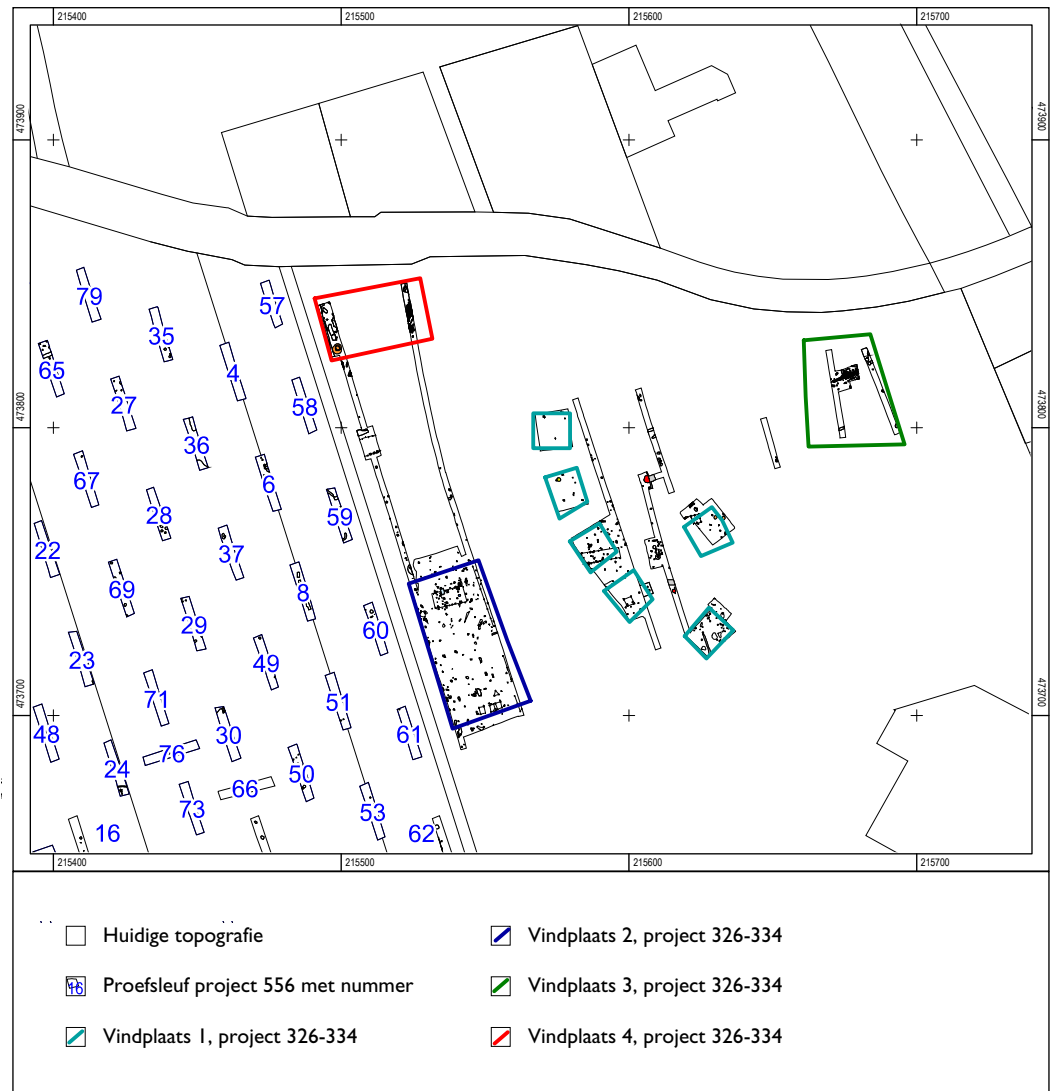 215400 215500 215600 215700
473900 473900
79 57
35
65 4
27 58
473800 36 473800
67 6
28 59
22 37
69 8
29 60
23 49
71 51
473700 48 30 61 473700
24 76 50
73 66 53
16 62
215400 215500 215600 215700
Huidige topografie
Vindplaats 2, project 326-334
16
Proefsleuf project 556 met nummer
Vindplaats 3, project 326-334
Vindplaats 1, project 326-334
Vindplaats 4, project 326-334